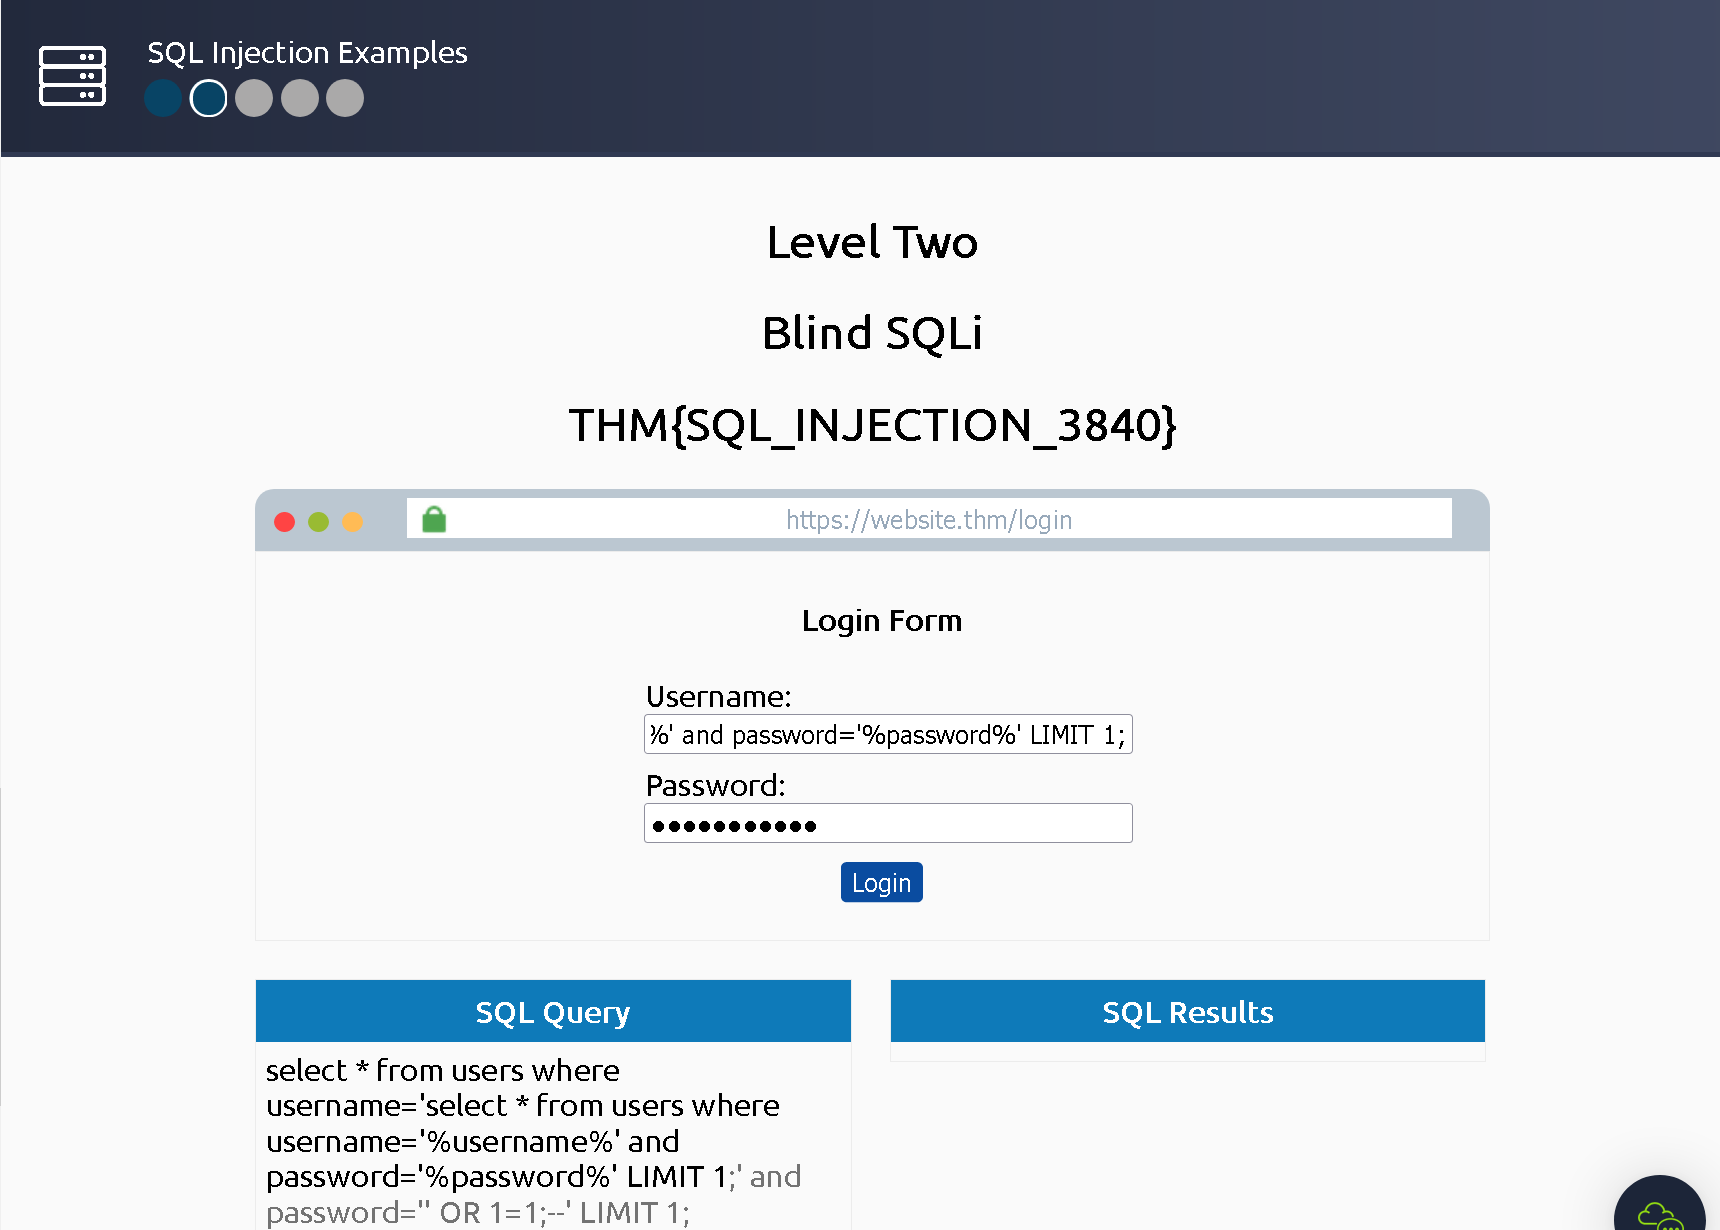 SQL Injection Examples
Level Two
Blind SQLi
THM{SQL_INJECTION_3840}
https://website.thm/login
Login Form
Username:
%' and password='%password%' LIMIT 1;
Password:
●●●●●●●●●●●
Login
SQL Query
select * from users where
username='select * from users where
username='%username%' and
password='%password%' LIMIT 1;' and
password='' OR 1=1;--' LIMIT 1;
SQL Results